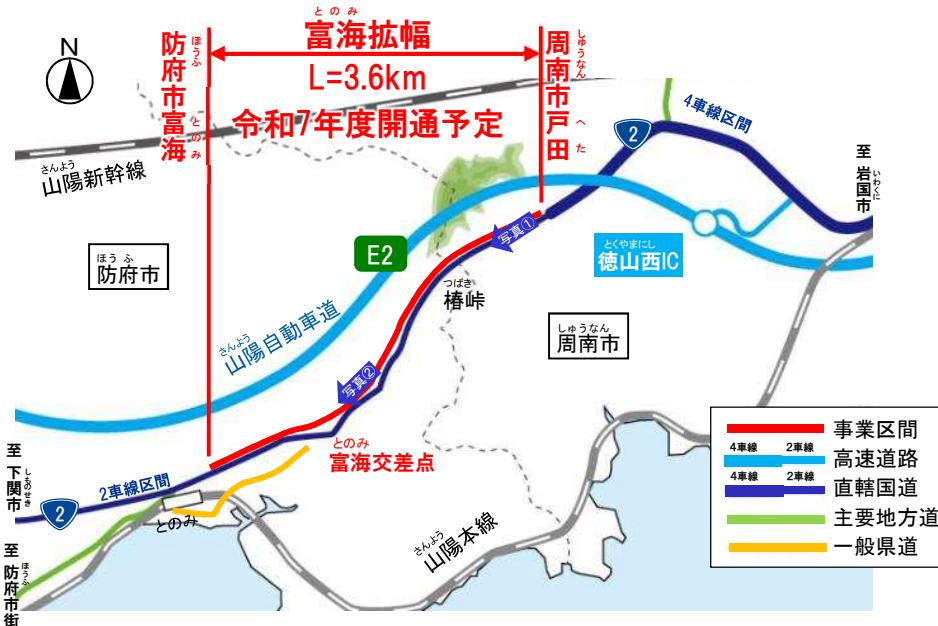 とのみ
富海拡幅
L=3.6km
令和7年度開通予定
ほうふ
とのみ
防府市富海
しゅうなん
へた
周南市戸田
N
さんよう
山陽新幹線
4車線区間
2
至 岩国市
いわくに
ほうふ
防府市
E2
写真①
とくやまにし
徳山西IC
つばき
椿峠
さんよう
山陽自動車道
しゅうなん
周南市
写真②
とのみ
富海交差点
至 下関市
しものせき
2車線区間
2
とのみ
さんよう
山陽本線
至 防府市街
ほうふ
事業区間
4車線 2車線
高速道路
4車線 2車線
直轄国道
主要地方道
一般県道